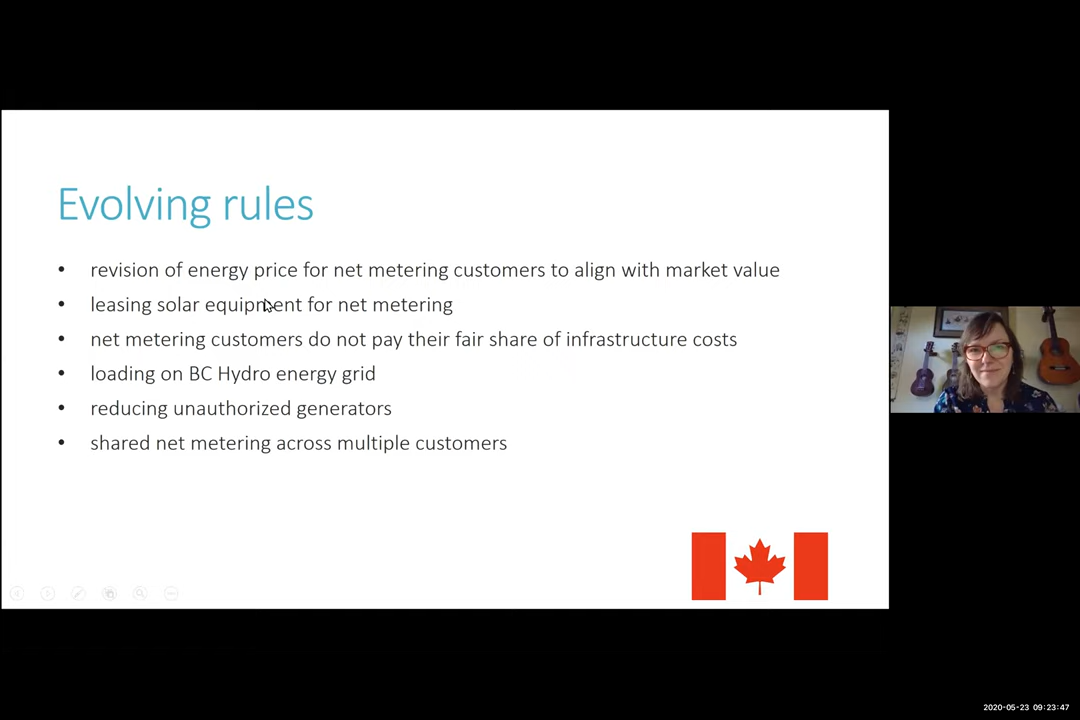 Evolving rules
• revision of energy price for net metering customers to align with market value
• leasing solar equipment for net metering
• net metering customers do not pay their fair share of infrastructure costs
• loading on BC Hydro energy grid
• reducing unauthorized generators
• shared net metering across multiple customers
2020-05-23 09:23:47